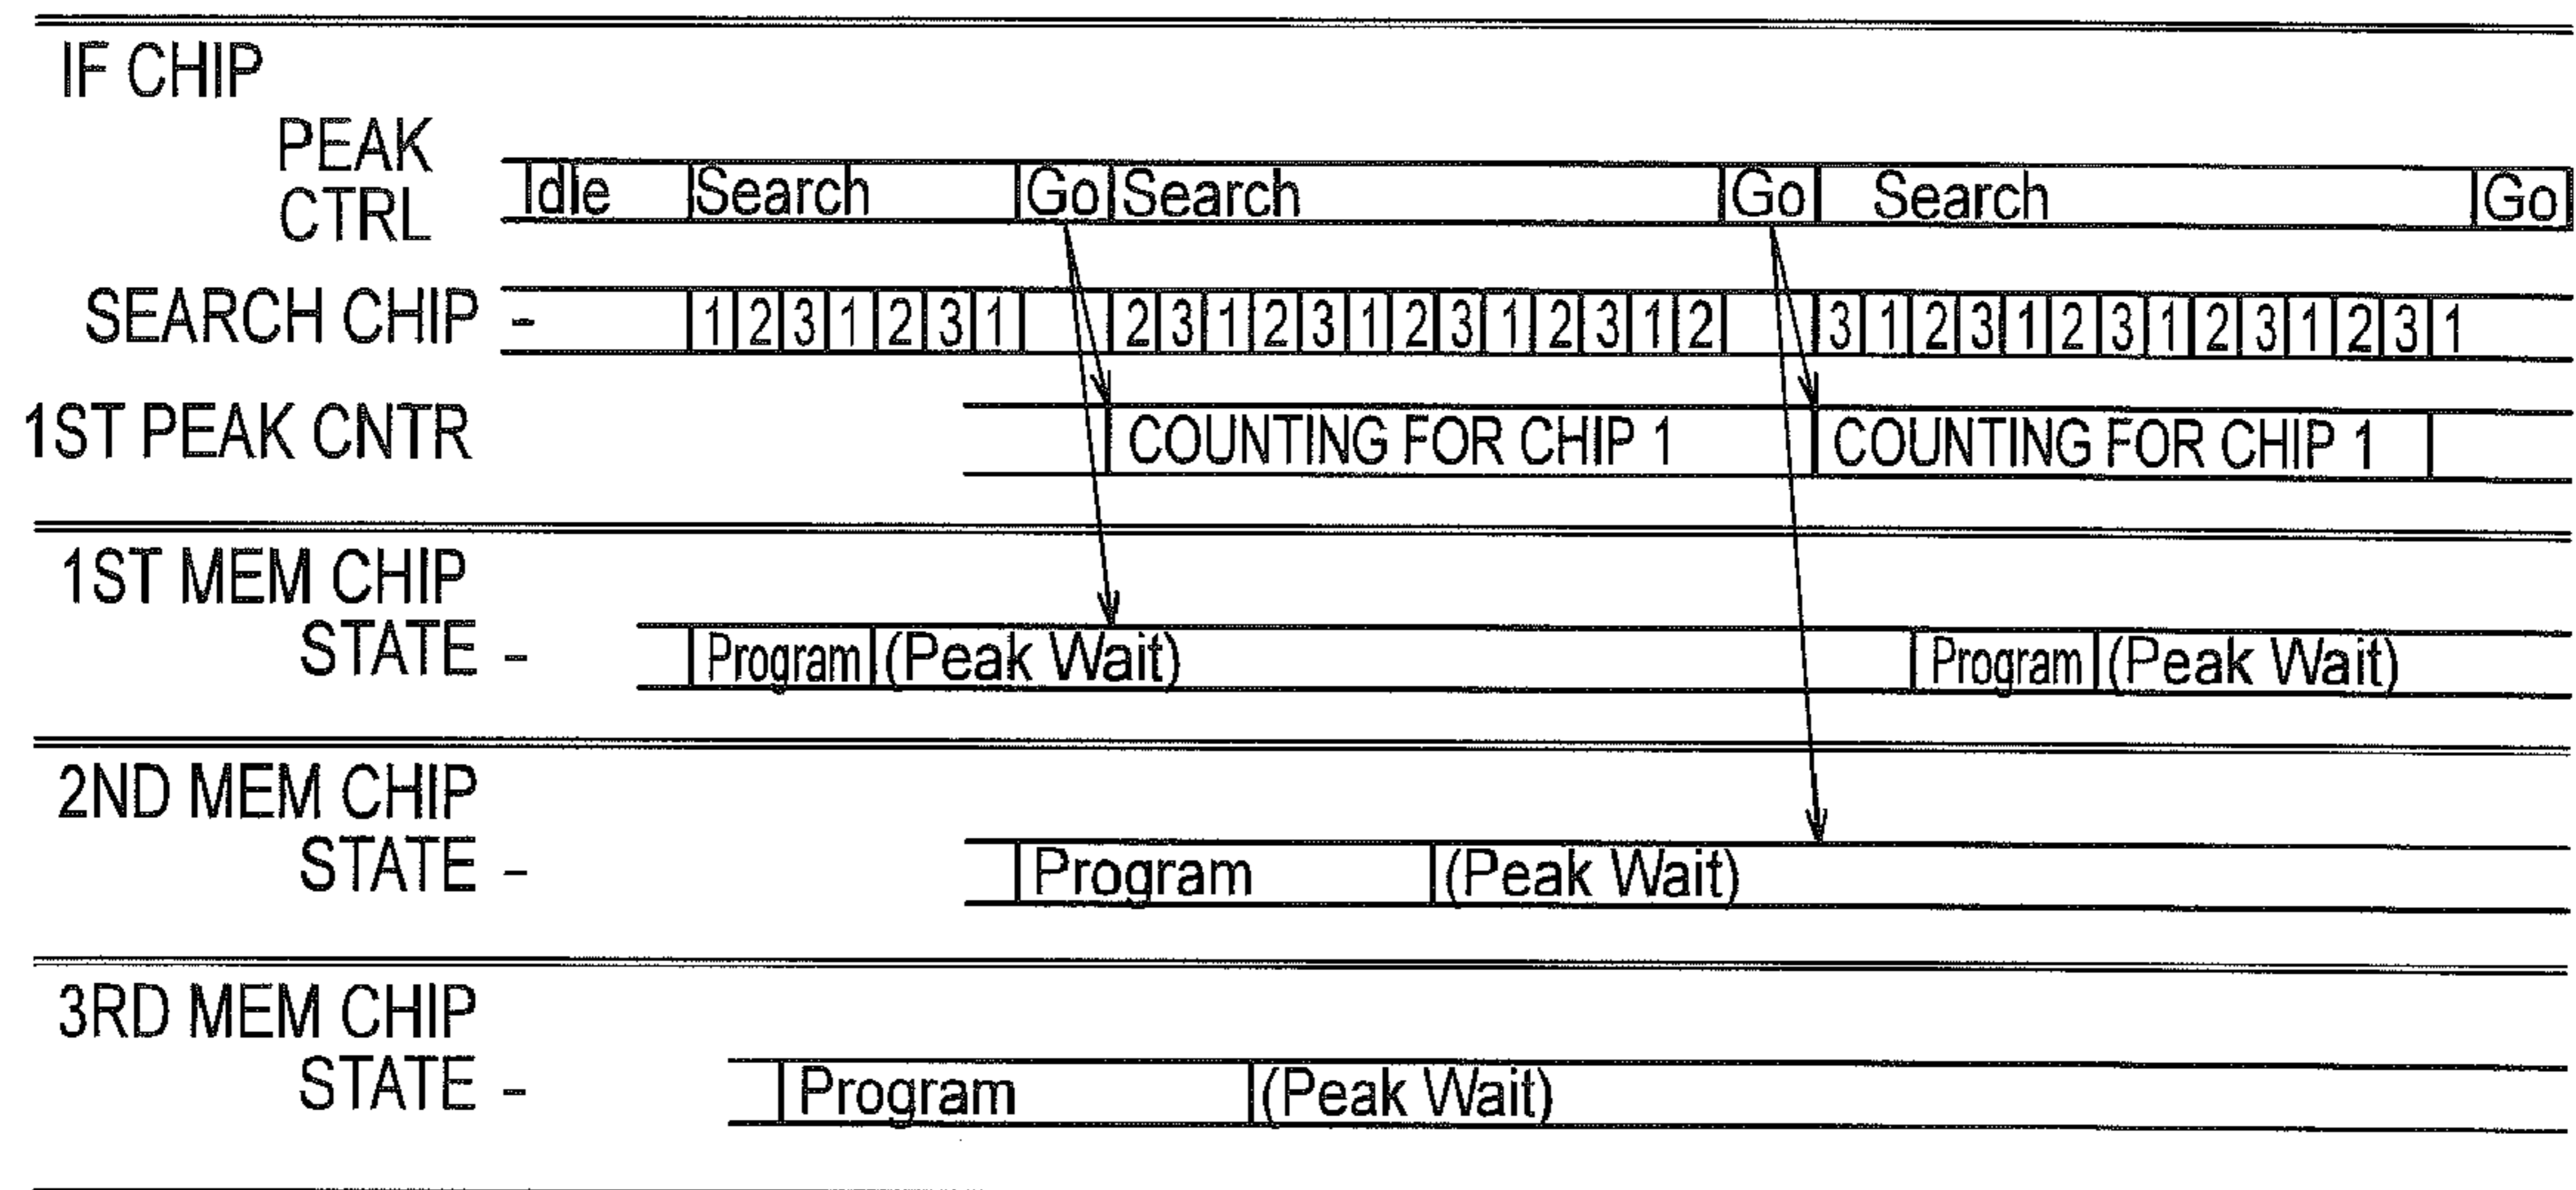 IF CHIP
PEAK
CTRL Idle Search Go Search Go Search Go
SEARCH CHIP - 1 2 3 1 2 3 1 2 3 1 2 3 1 2 3 1 2 3 1 2 3 1 2 3 1 2 3 1 2 3 1 2 3 1
1ST PEAK CNTR COUNTING FOR CHIP 1 COUNTING FOR CHIP 1
1ST MEM CHIP
STATE - Program (Peak Wait) Program (Peak Wait)
2ND MEM CHIP
STATE - Program (Peak Wait)
3RD MEM CHIP
STATE - Program (Peak Wait)